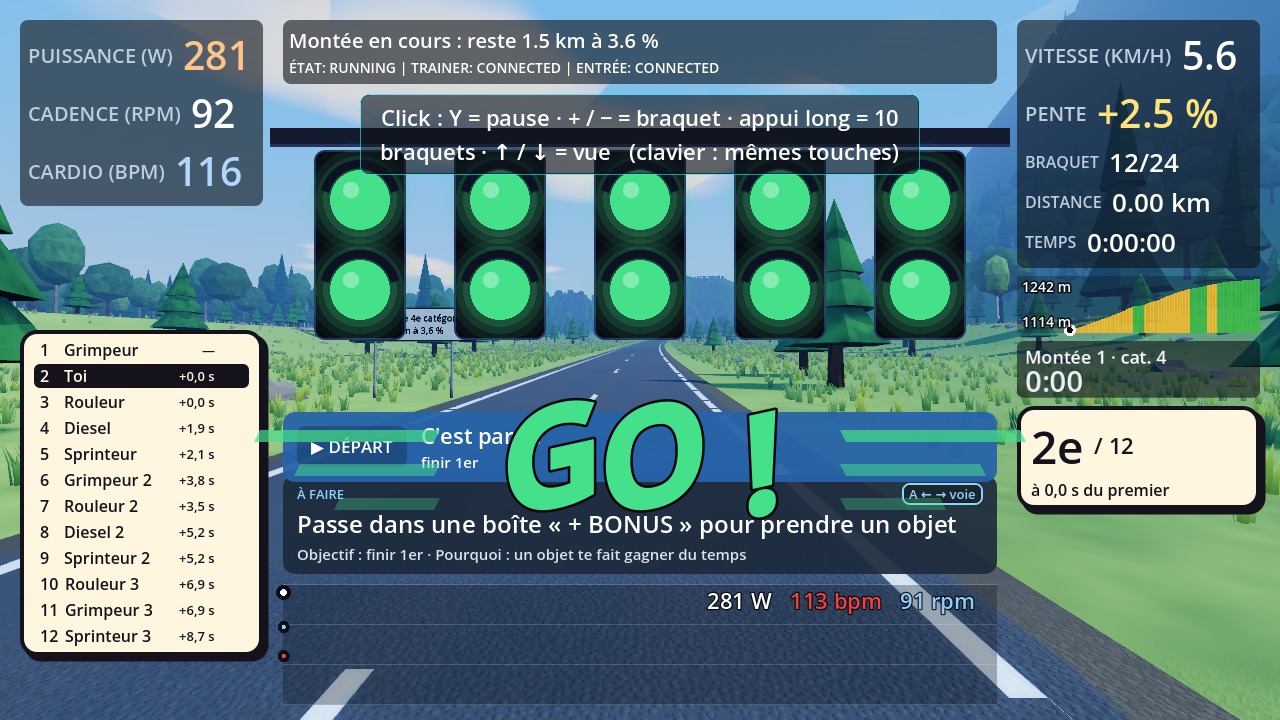 PUISSANCE (W) 281
CADENCE (RPM) 92
CARDIO (BPM) 116
Montée en cours : reste 1.5 km à 3.6 %
ÉTAT: RUNNING | TRAINER: CONNECTED | ENTRÉE: CONNECTED
Click : Y = pause · + / − = braquet · appui long = 10
braquets · ↑ / ↓ = vue (clavier : mêmes touches)
VITESSE (KM/H) 5.6
PENTE +2.5 %
BRAQUET 12/24
DISTANCE 0.00 km
TEMPS 0:00:00
1242 m
1114 m
Montée 1 · cat. 4
0:00
2e / 12
à 0,0 s du premier
4e catégor
à 3,6 %
1 Grimpeur —
2 Toi +0,0 s
3 Rouleur +0,0 s
4 Diesel +1,9 s
5 Sprinteur +2,1 s
6 Grimpeur 2 +3,8 s
7 Rouleur 2 +3,5 s
8 Diesel 2 +5,2 s
9 Sprinteur 2 +5,2 s
10 Rouleur 3 +6,9 s
11 Grimpeur 3 +6,9 s
12 Sprinteur 3 +8,7 s
▶ DÉPART
C'est par
finir 1er
GO !
À FAIRE
A ← → voie
Passe dans une boîte « + BONUS » pour prendre un objet
Objectif : finir 1er · Pourquoi : un objet te fait gagner du temps
281 W 113 bpm 91 rpm